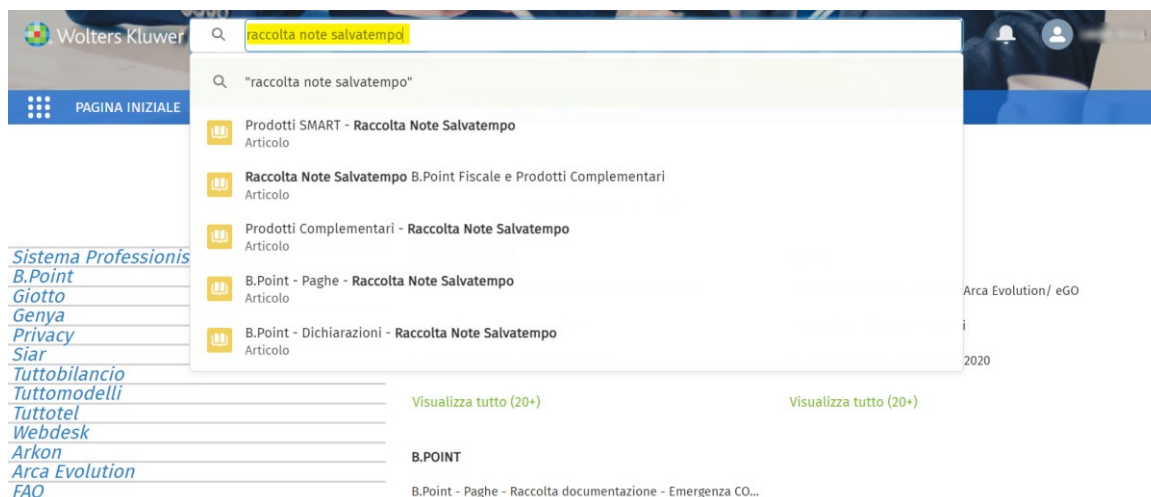 Wolters Kluwer
raccolta note salvatempo
"raccolta note salvatempo"
PAGINA INIZIALE
Prodotti SMART - Raccolta Note Salvatempo
Articolo
Raccolta Note Salvatempo B.Point Fiscale e Prodotti Complementari
Articolo
Prodotti Complementari - Raccolta Note Salvatempo
Articolo
B.Point - Paghe - Raccolta Note Salvatempo
Articolo
B.Point - Dichiarazioni - Raccolta Note Salvatempo
Articolo
Sistema Professionis
B.Point
Giotto
Genya
Privacy
Siar
Tuttobilancio
Tuttomodelli
Tuttotel
Webdesk
Arkon
Arca Evolution
FAQ
Arca Evolution/ eGO
i
2020
Visualizza tutto (20+)
Visualizza tutto (20+)
B.POINT
B.Point - Paghe - Raccolta documentazione - Emergenza CO...